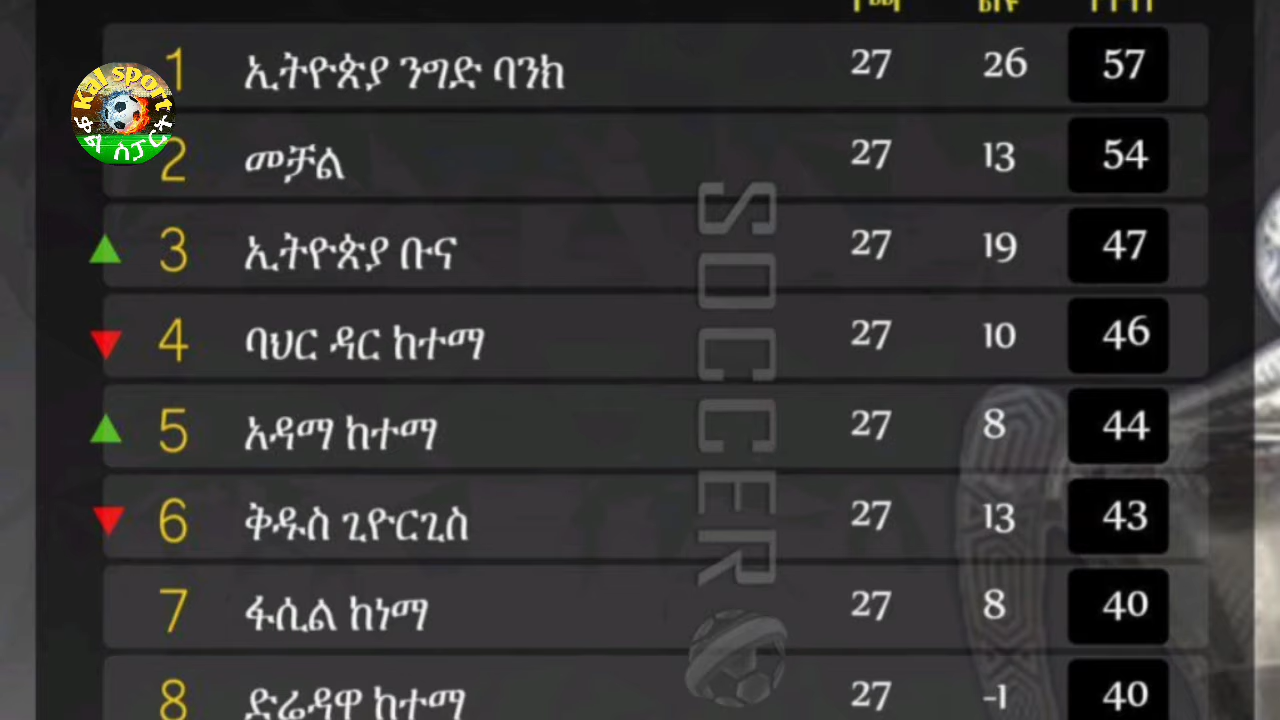 1 ኢትዮጵያ ንግድ ባንክ 27 26 57
2 መቻል 27 13 54
3 ኢትዮጵያ ቡና 27 19 47
4 ባህር ዳር ከተማ 27 10 46
5 አዳማ ከተማ 27 8 44
6 ቅዱስ ጊዮርጊስ 27 13 43
7 ፋሲል ከነማ 27 8 40
8 ድሬዳዋ ከተማ 27 -1 40
kal sport
ስፖርት
SOCCER